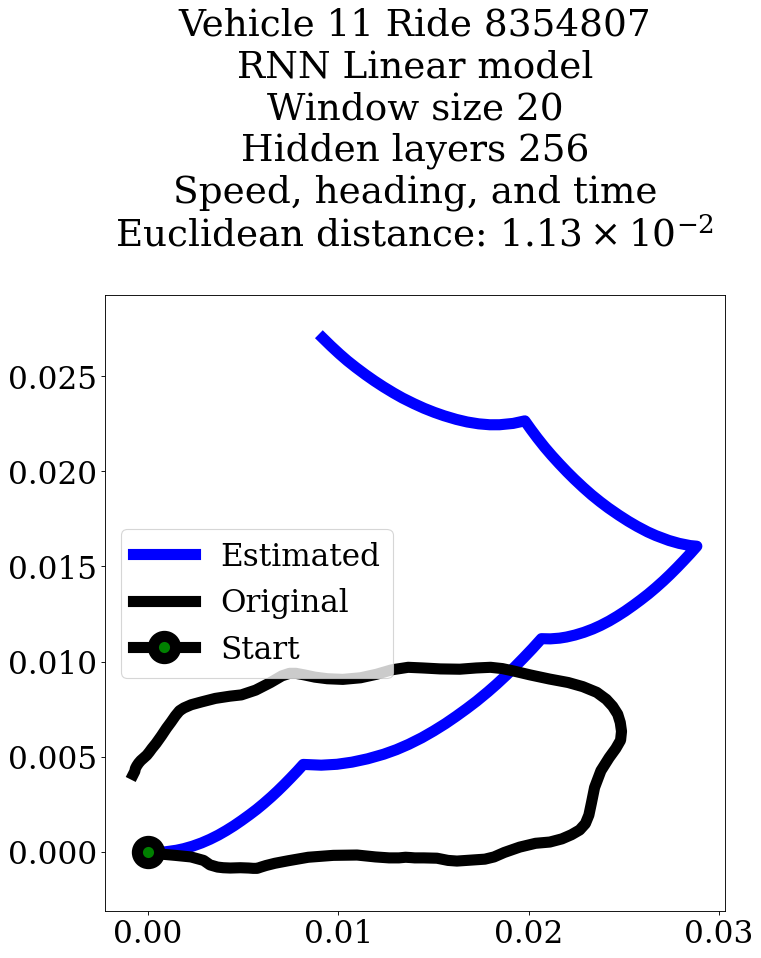 Vehicle 11 Ride 8354807
RNN Linear model
Window size 20
Hidden layers 256
Speed, heading, and time
Euclidean distance: 1.13 × 10⁻²
0.025
0.020
0.015
0.010
0.005
0.000
Estimated
Original
Start
0.00 0.01 0.02 0.03